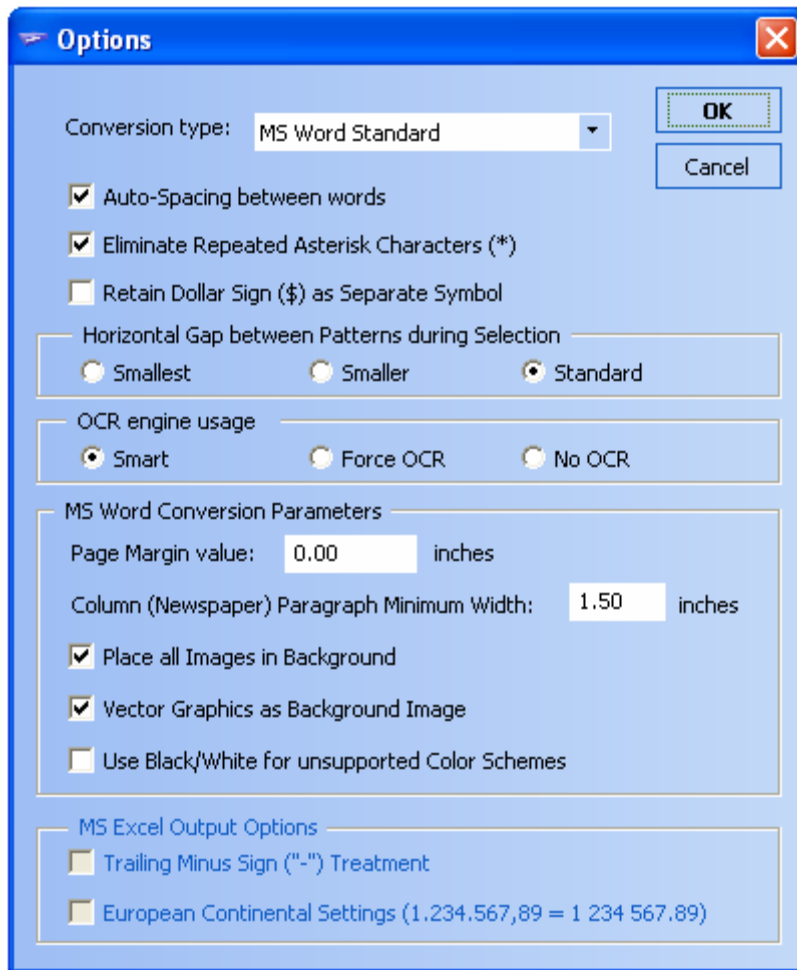 Options
Conversion type: MS Word Standard
OK
Cancel
Auto-Spacing between words
Eliminate Repeated Asterisk Characters (*)
Retain Dollar Sign ($) as Separate Symbol
Horizontal Gap between Patterns during Selection
Smallest Smaller Standard
OCR engine usage
Smart Force OCR No OCR
MS Word Conversion Parameters
Page Margin value: 0.00 inches
Column (Newspaper) Paragraph Minimum Width: 1.50 inches
Place all Images in Background
Vector Graphics as Background Image
Use Black/White for unsupported Color Schemes
MS Excel Output Options
Trailing Minus Sign ("-") Treatment
European Continental Settings (1.234.567,89 = 1 234 567.89)